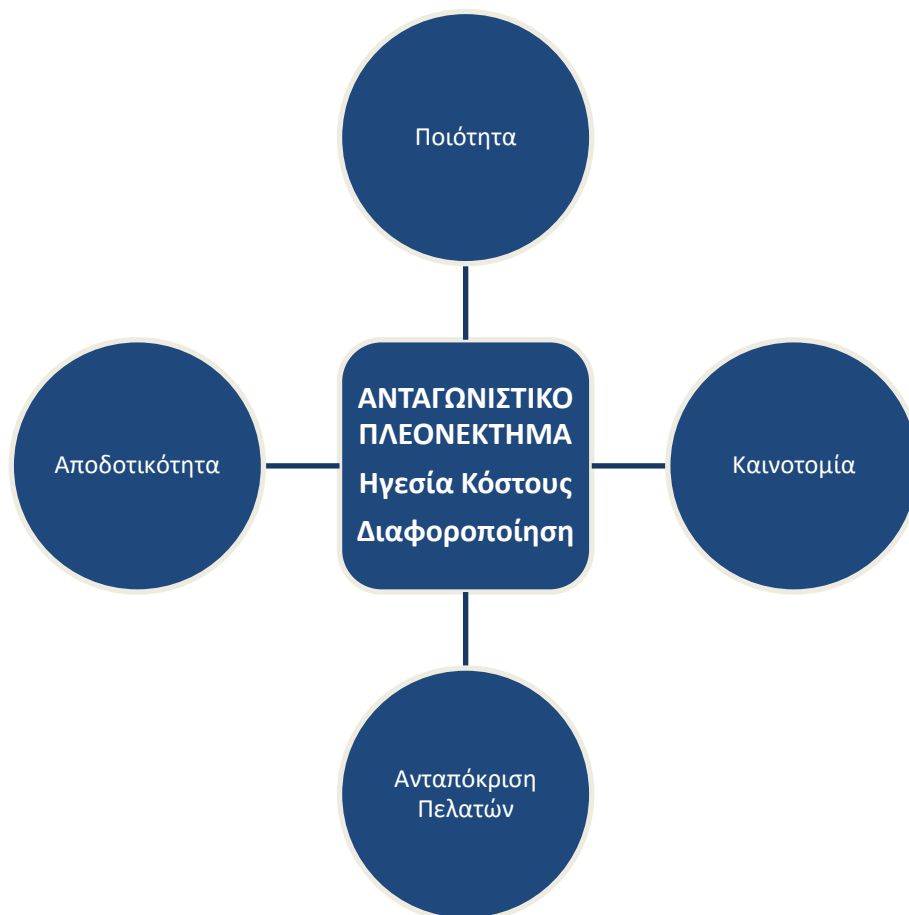 Ποιότητα
Αποδοτικότητα
ΑΝΤΑΓΩΝΙΣΤΙΚΟ
ΠΛΕΟΝΕΚΤΗΜΑ
Ηγεσία Κόστους
Διαφοροποίηση
Καινοτομία
Ανταπόκριση
Πελατών